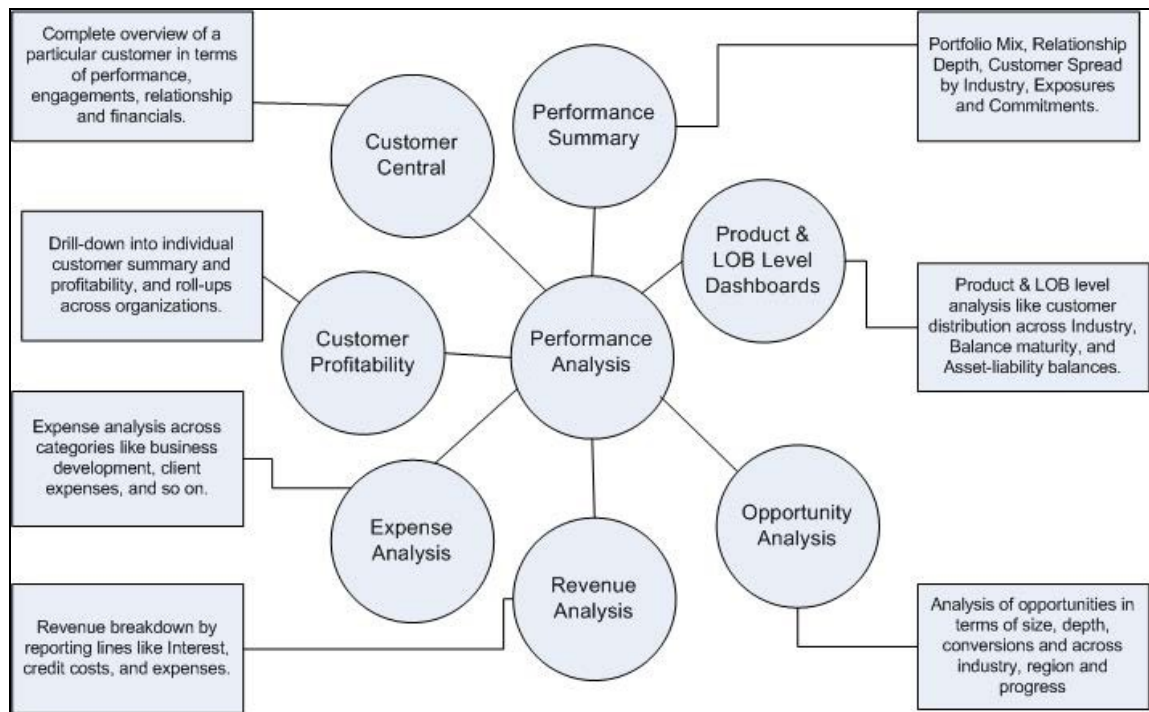 Complete overview of a
particular customer in terms
of performance,
engagements, relationship
and financials.
Customer
Central
Performance
Summary
Portfolio Mix, Relationship
Depth, Customer Spread
by Industry, Exposures
and Commitments.
Drill-down into individual
customer summary and
profitability, and roll-ups
across organizations.
Customer
Profitability
Performance
Analysis
Product &
LOB Level
Dashboards
Product & LOB level
analysis like customer
distribution across Industry,
Balance maturity, and
Asset-liability balances.
Expense analysis across
categories like business
development, client
expenses, and so on.
Expense
Analysis
Revenue
Analysis
Opportunity
Analysis
Revenue breakdown by
reporting lines like Interest,
credit costs, and expenses.
Analysis of opportunities in
terms of size, depth,
conversions and across
industry, region and
progress